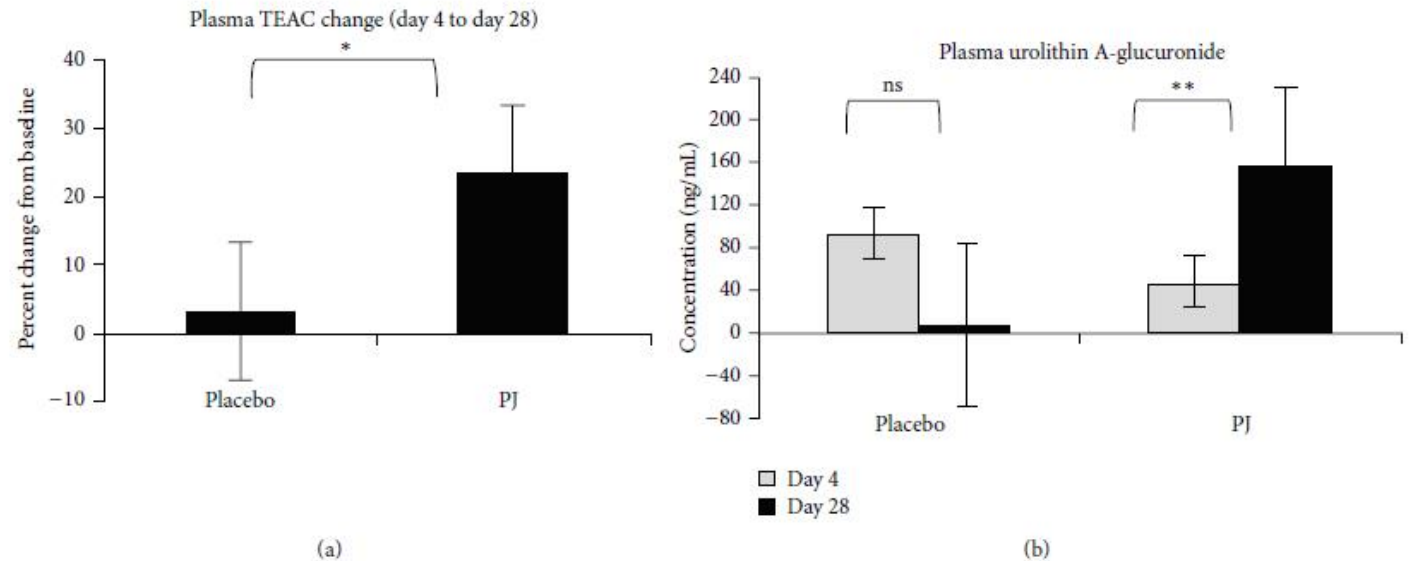 Plasma TEAC change (day 4 to day 28)
*
40
30
20
10
0
−10
Percent change from baseline
Placebo
PJ
(a)
Plasma urolithin A-glucuronide
ns
**
240
200
160
120
80
40
0
−40
−80
Concentration (ng/mL)
Placebo
PJ
Day 4
Day 28
(b)